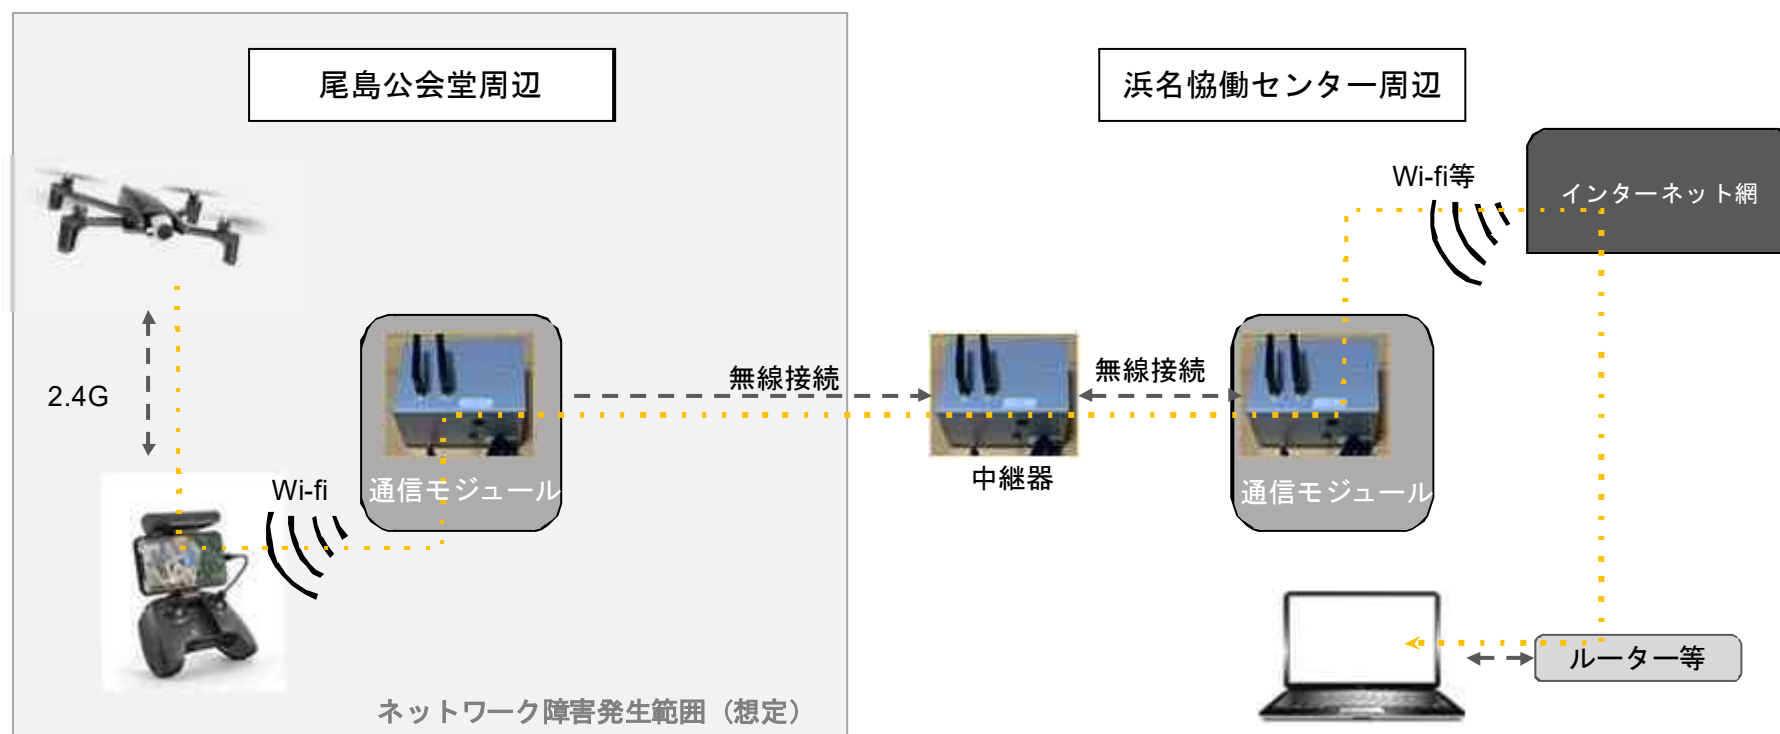 尾島公会堂周辺
浜名協働センター周辺
Wi-fi等
インターネット網
2.4G
無線接続
無線接続
Wi-fi
通信モジュール
中継器
通信モジュール
ルーター等
ネットワーク障害発生範囲（想定）